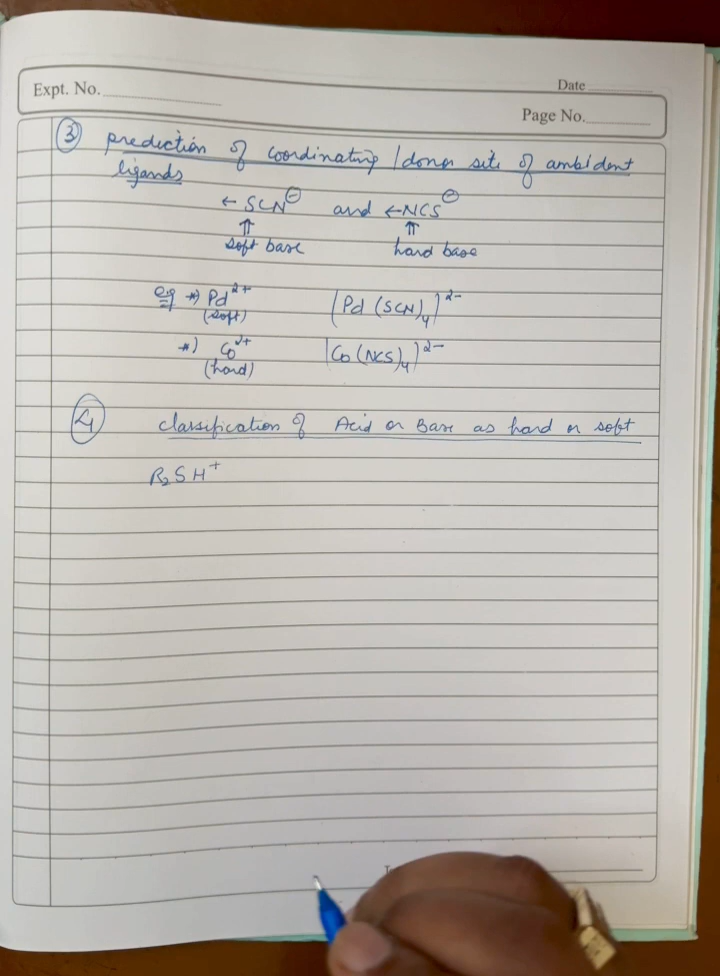 Expt. No.
Date
Page No.
③ prediction of coordinating / donor site of ambident
ligands
← SCN⊖ and ←NCS⊖
⇑ ⇑
soft base hard base
eg *) Pd²⁺ [Pd (SCN)₄]²⁻
(soft)
*) Co²⁺ [Co (NCS)₄]²⁻
(hard)
④ classification of Acid or Base as hard or soft
R₂SH⁺